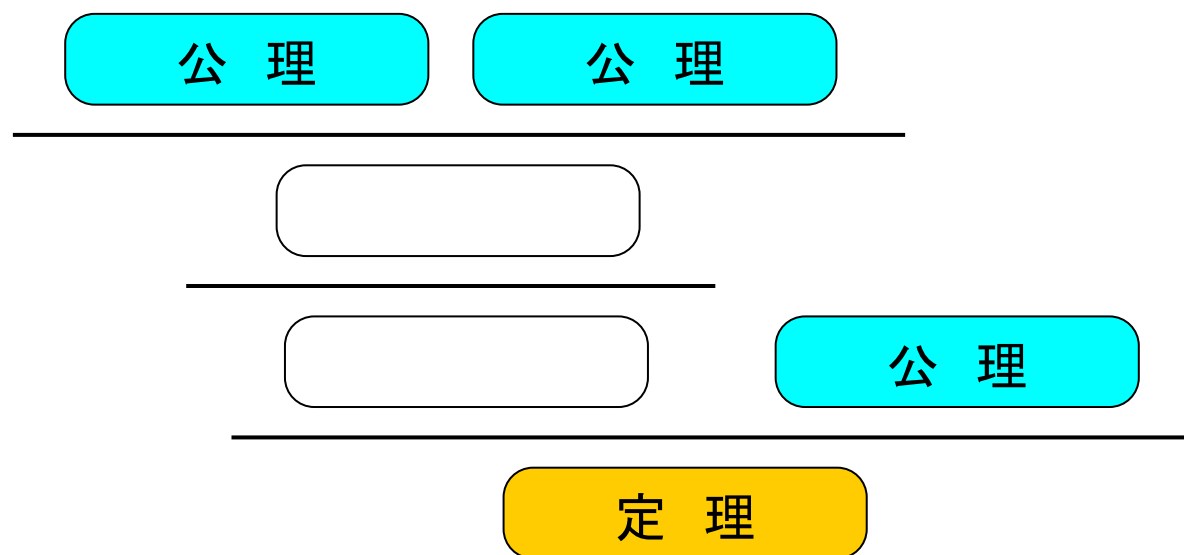 公 理 公 理
公 理
定 理